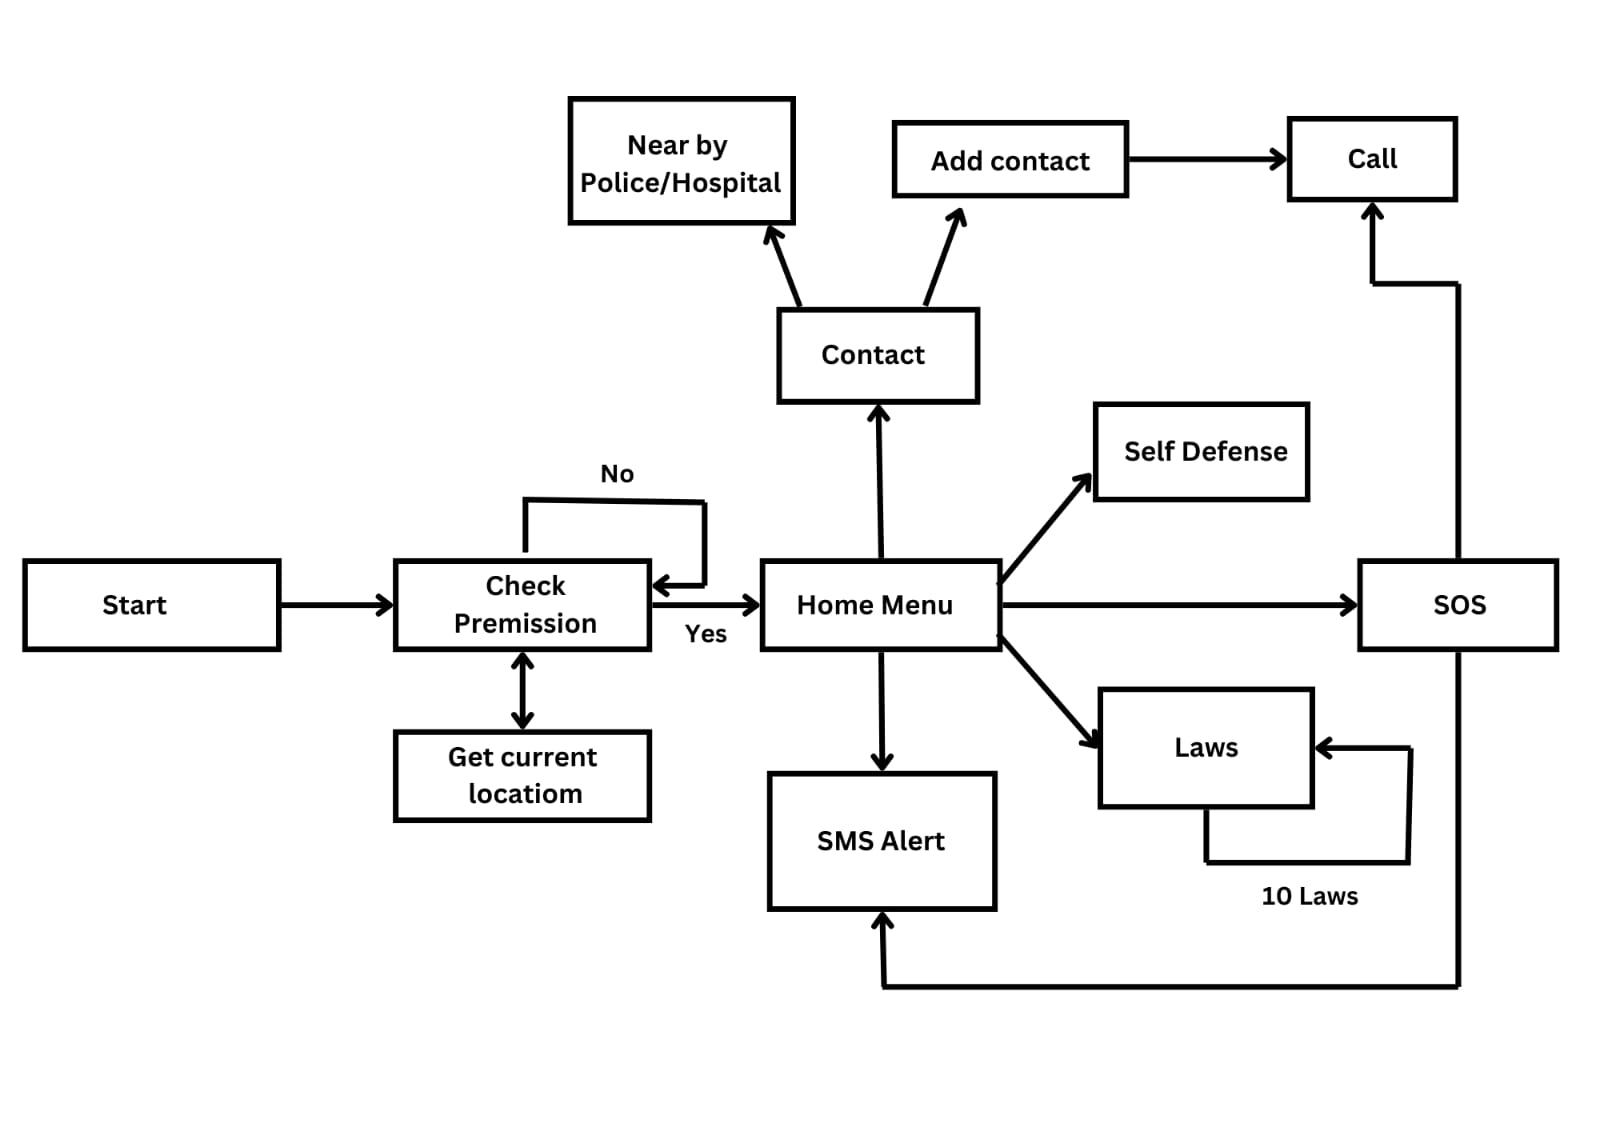 Near by
Police/Hospital
Add contact
Call
Contact
Self Defense
No
Start
Check
Premission
Yes
Home Menu
SOS
Get current
locatiom
Laws
SMS Alert
10 Laws